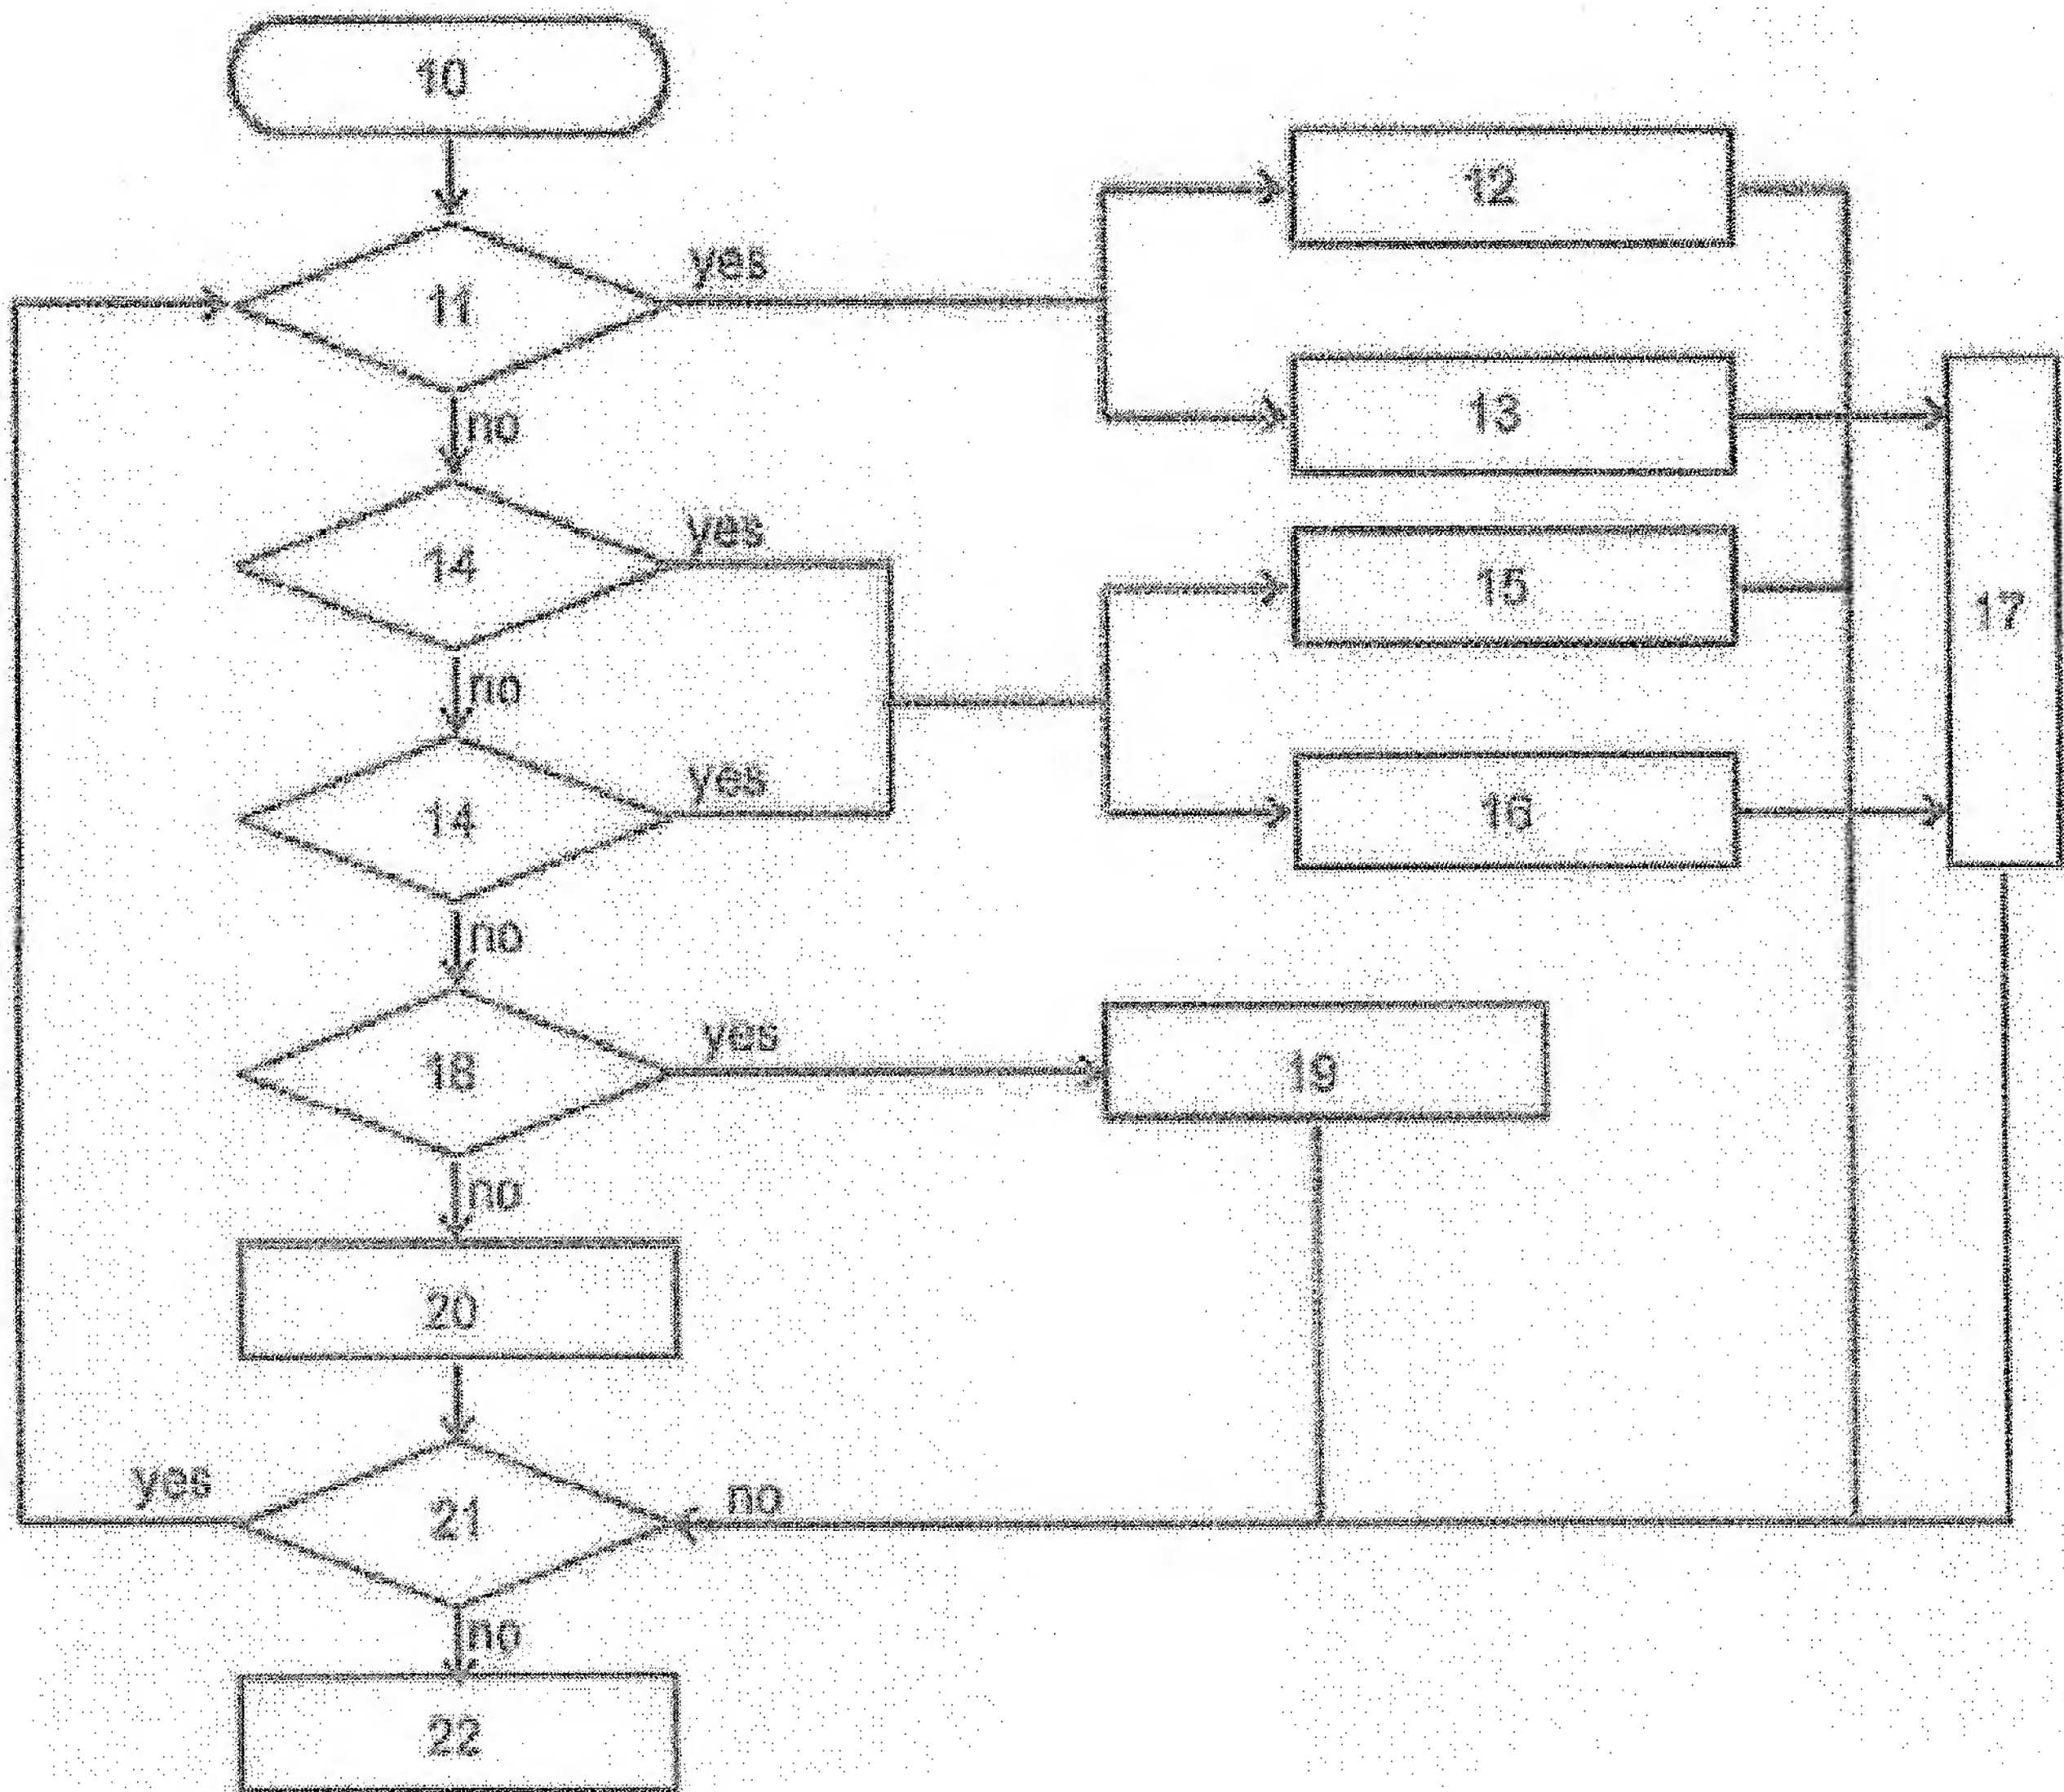 10
12
yes
11
13
no
yes
14
15
17
no
yes
14
16
no
yes
18
19
no
20
yes
no
21
no
22